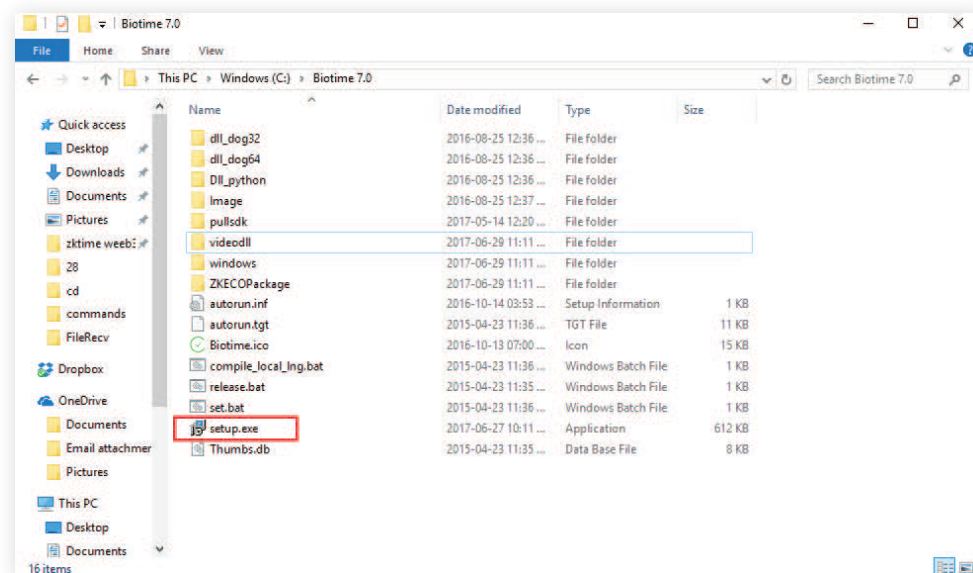 Biotime 7.0
File Home Share View
This PC Windows (C:) Biotime 7.0 Search Biotime 7.0
Name Date modified Type Size
Quick access
Desktop
Downloads
Documents
Pictures
zktime weeb3
28
cd
commands
FileRecv
Dropbox
OneDrive
Documents
Email attachmer
Pictures
This PC
Desktop
Documents
dll_dog32 2016-08-25 12:36 ... File folder
dll_dog64 2016-08-25 12:36 ... File folder
Dll_python 2016-08-25 12:36 ... File folder
Image 2016-08-25 12:37 ... File folder
pullsdk 2017-05-14 12:20 ... File folder
videodll 2017-06-29 11:11 ... File folder
windows 2017-06-29 11:11 ... File folder
ZKECOPackage 2017-06-29 11:11 ... File folder
autorun.inf 2016-10-14 03:53 ... Setup Information 1 KB
autorun.tgt 2015-04-23 11:36 ... TGT File 11 KB
Biotime.ico 2016-10-13 07:00 ... Icon 15 KB
compile_local_lng.bat 2015-04-23 11:36 ... Windows Batch File 1 KB
release.bat 2015-04-23 11:35 ... Windows Batch File 1 KB
set.bat 2015-04-23 11:36 ... Windows Batch File 1 KB
setup.exe 2017-06-27 10:11 ... Application 612 KB
Thumbs.db 2015-04-23 11:35 ... Data Base File 8 KB
16 items